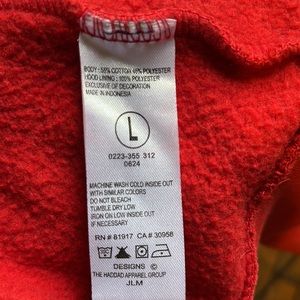 BODY : 55% COTTON 45% POLYESTER
HOOD LINING : 100% POLYESTER
EXCLUSIVE OF DECORATION
MADE IN INDONESIA
L
0223-355 312
0624
MACHINE WASH COLD INSIDE OUT
WITH SIMILAR COLORS
DO NOT BLEACH
TUMBLE DRY LOW
IRON ON LOW INSIDE OUT
IF NECESSARY
RN # 81917 CA # 30958
DESIGNS ©
THE HADDAD APPAREL GROUP
JLM